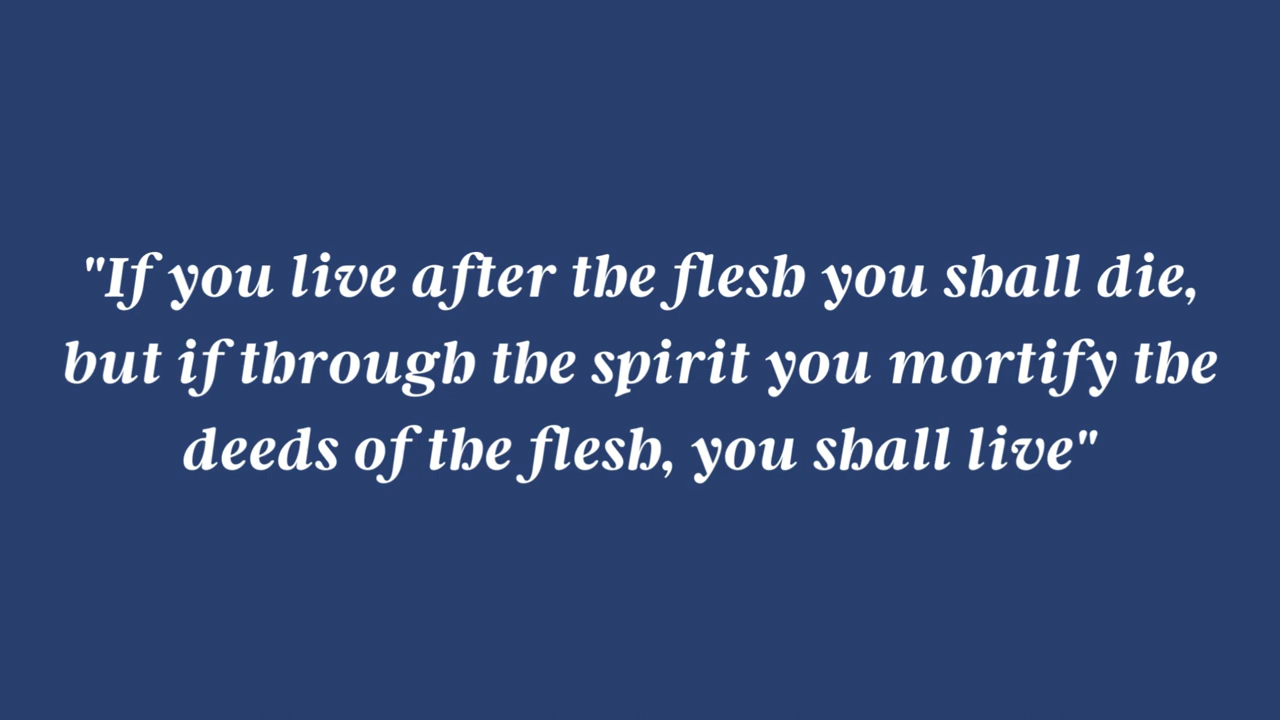 "If you live after the flesh you shall die,
but if through the spirit you mortify the
deeds of the flesh, you shall live"